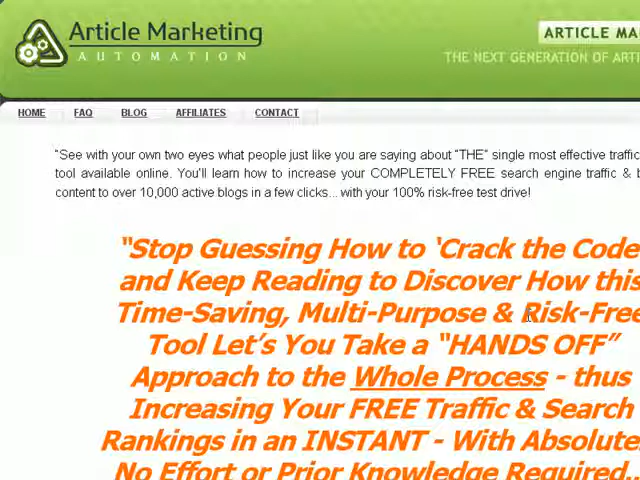 Article Marketing
AUTOMATION
ARTICLE
THE NEXT GENERATION OF
HOME FAQ BLOG AFFILIATES CONTACT
"See with your own two eyes what people just like you are saying about "THE" single most effective traffic
tool available online. You'll learn how to increase your COMPLETELY FREE search engine traffic &
content to over 10,000 active blogs in a few clicks... with your 100% risk-free test drive!
"Stop Guessing How to 'Crack the Code
and Keep Reading to Discover How this
Time-Saving, Multi-Purpose & Risk-Free
Tool Let's You Take a "HANDS OFF"
Approach to the Whole Process - thus
Increasing Your FREE Traffic & Search
Rankings in an INSTANT - With Absolute
No Effort or Prior Knowledge Required..